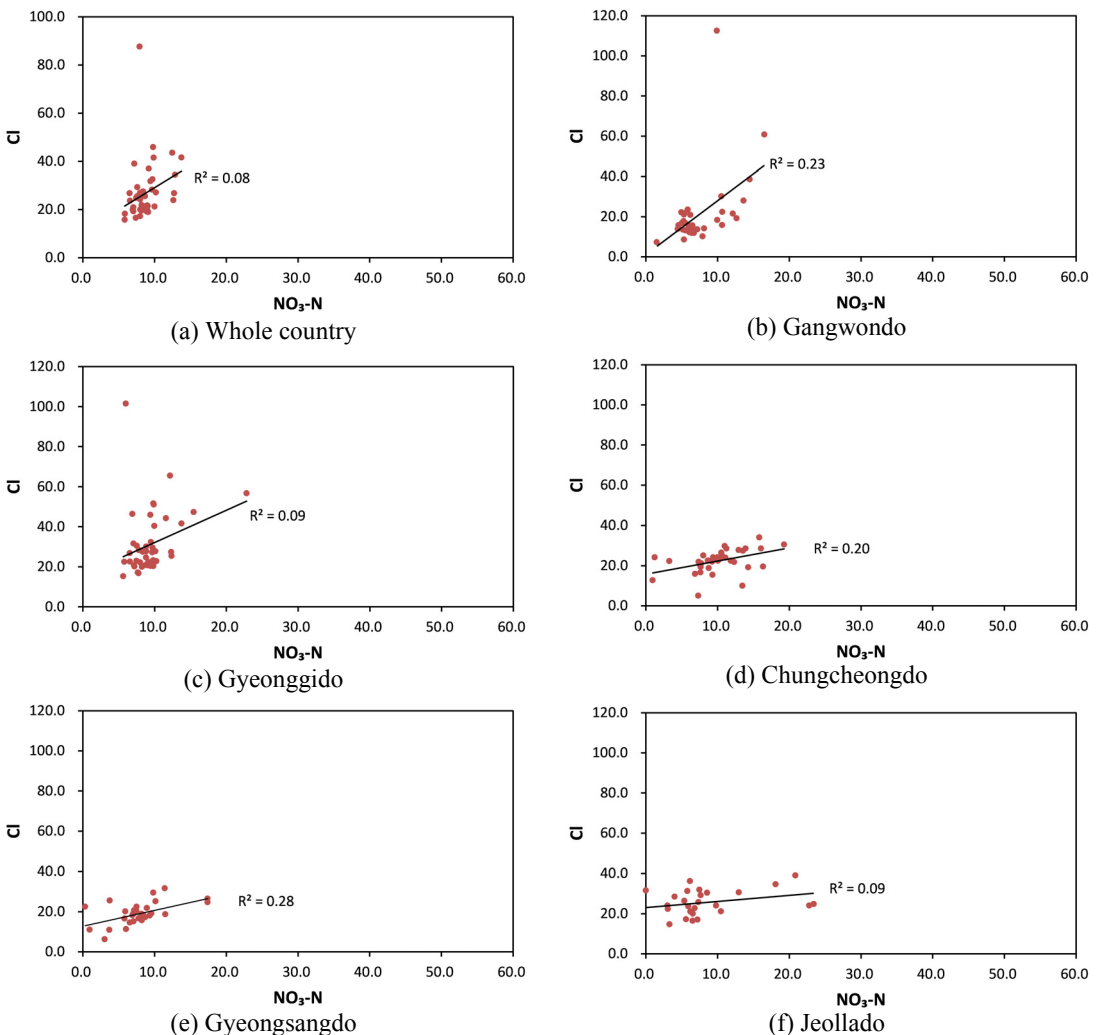 100.0
80.0
60.0
40.0
20.0
0.0
Cl
R² = 0.08
0.0 10.0 20.0 30.0 40.0 50.0 60.0
NO₃-N
(a) Whole country
120.0
100.0
80.0
60.0
40.0
20.0
0.0
Cl
R² = 0.23
0.0 10.0 20.0 30.0 40.0 50.0 60.0
NO₃-N
(b) Gangwondo
120.0
100.0
80.0
60.0
40.0
20.0
0.0
Cl
R² = 0.09
0.0 10.0 20.0 30.0 40.0 50.0 60.0
NO₃-N
(c) Gyeonggido
120.0
100.0
80.0
60.0
40.0
20.0
0.0
Cl
R² = 0.20
0.0 10.0 20.0 30.0 40.0 50.0 60.0
NO₃-N
(d) Chungcheongdo
120.0
100.0
80.0
60.0
40.0
20.0
0.0
Cl
R² = 0.28
0.0 10.0 20.0 30.0 40.0 50.0 60.0
NO₃-N
(e) Gyeongsangdo
120.0
100.0
80.0
60.0
40.0
20.0
0.0
Cl
R² = 0.09
0.0 10.0 20.0 30.0 40.0 50.0 60.0
NO₃-N
(f) Jeollado